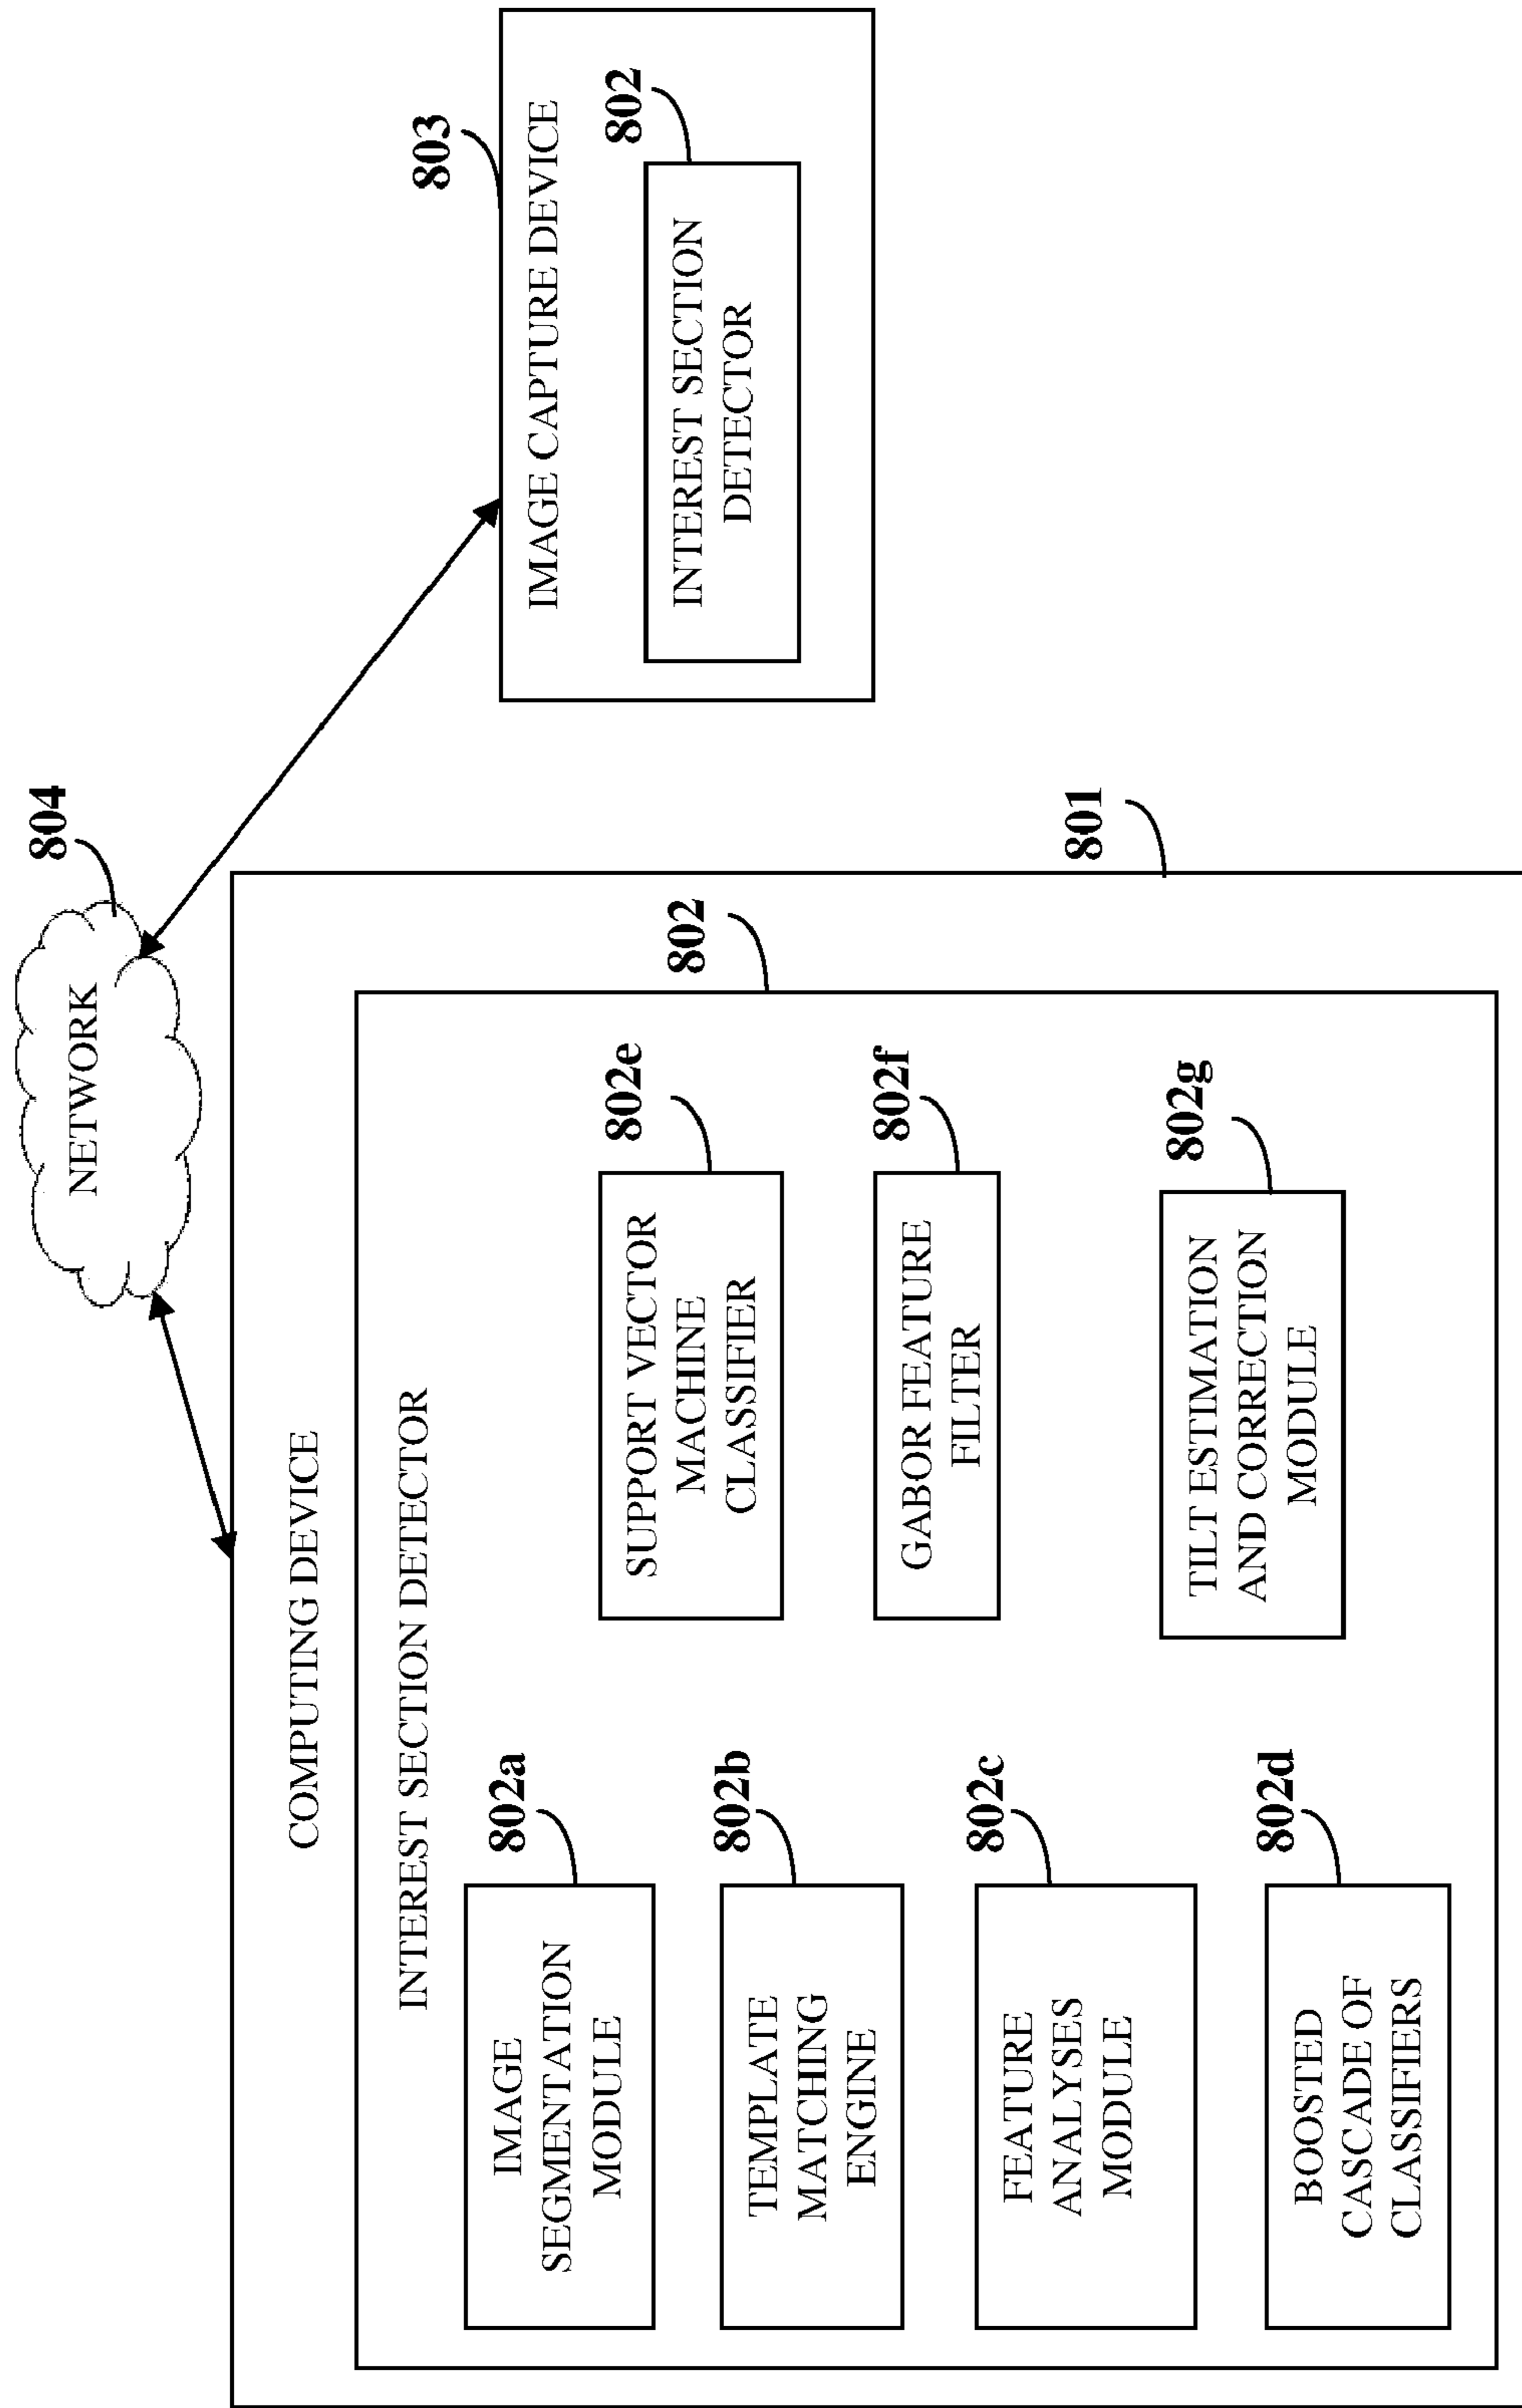 804
NETWORK
803
IMAGE CAPTURE DEVICE
802
INTEREST SECTION
DETECTOR
COMPUTING DEVICE
801
INTEREST SECTION DETECTOR
802
802a
IMAGE
SEGMENTATION
MODULE
802b
TEMPLATE
MATCHING
ENGINE
802c
FEATURE
ANALYSES
MODULE
802d
BOOSTED
CASCADE OF
CLASSIFIERS
802e
SUPPORT VECTOR
MACHINE
CLASSIFIER
802f
GABOR FEATURE
FILTER
802g
TILT ESTIMATION
AND CORRECTION
MODULE